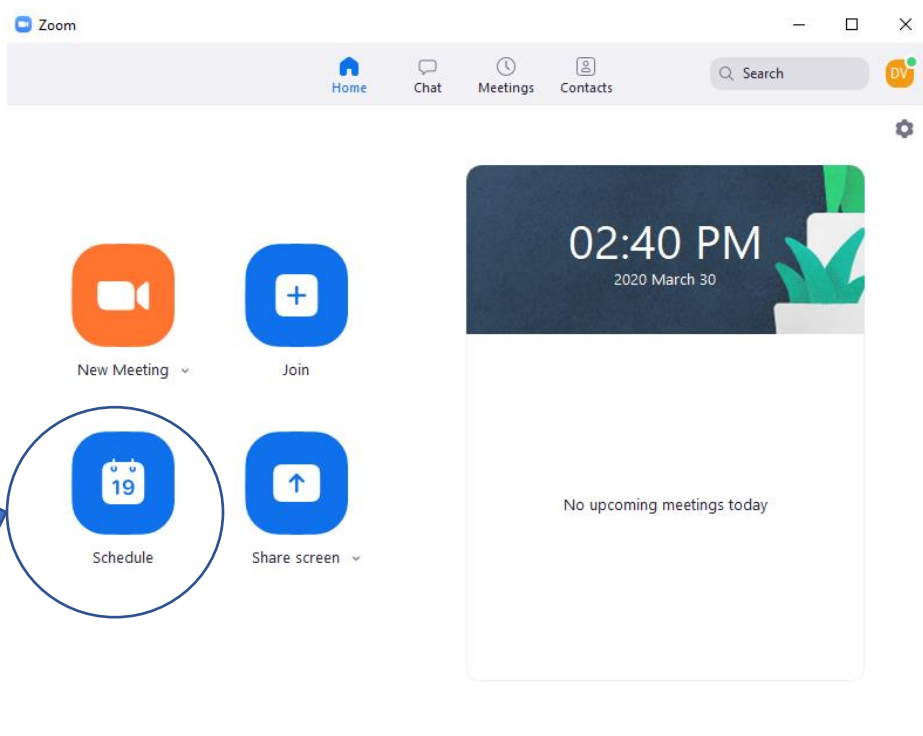 Zoom
Home
Chat
Meetings
Contacts
Search
DV
02:40 PM
2020 March 30
New Meeting
Join
19
Schedule
Share screen
No upcoming meetings today